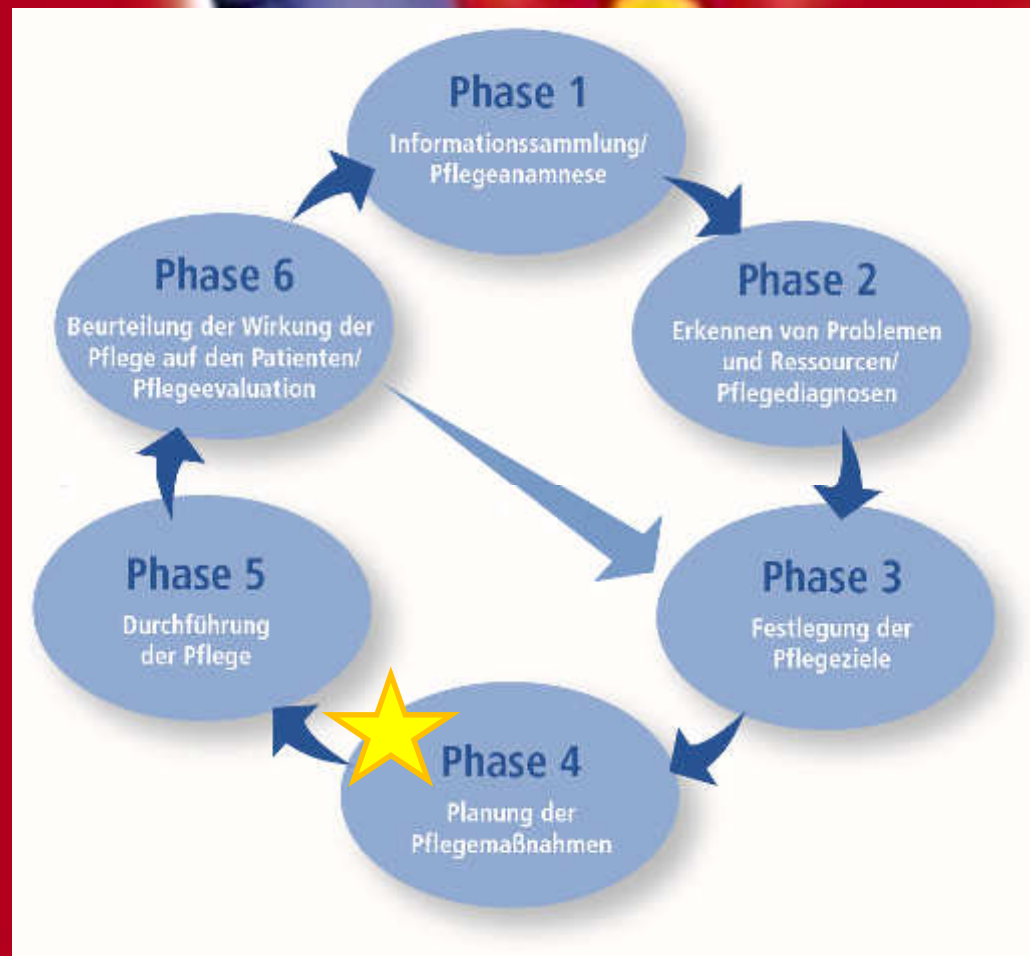 Phase 1
Informationssammlung/
Pflegeanamnese
Phase 2
Erkennen von Problemen
und Ressourcen/
Pflegediagnosen
Phase 3
Festlegung der
Pflegeziele
Phase 4
Planung der
Pflegemaßnahmen
Phase 5
Durchführung
der Pflege
Phase 6
Beurteilung der Wirkung der
Pflege auf den Patienten/
Pflegeevaluation